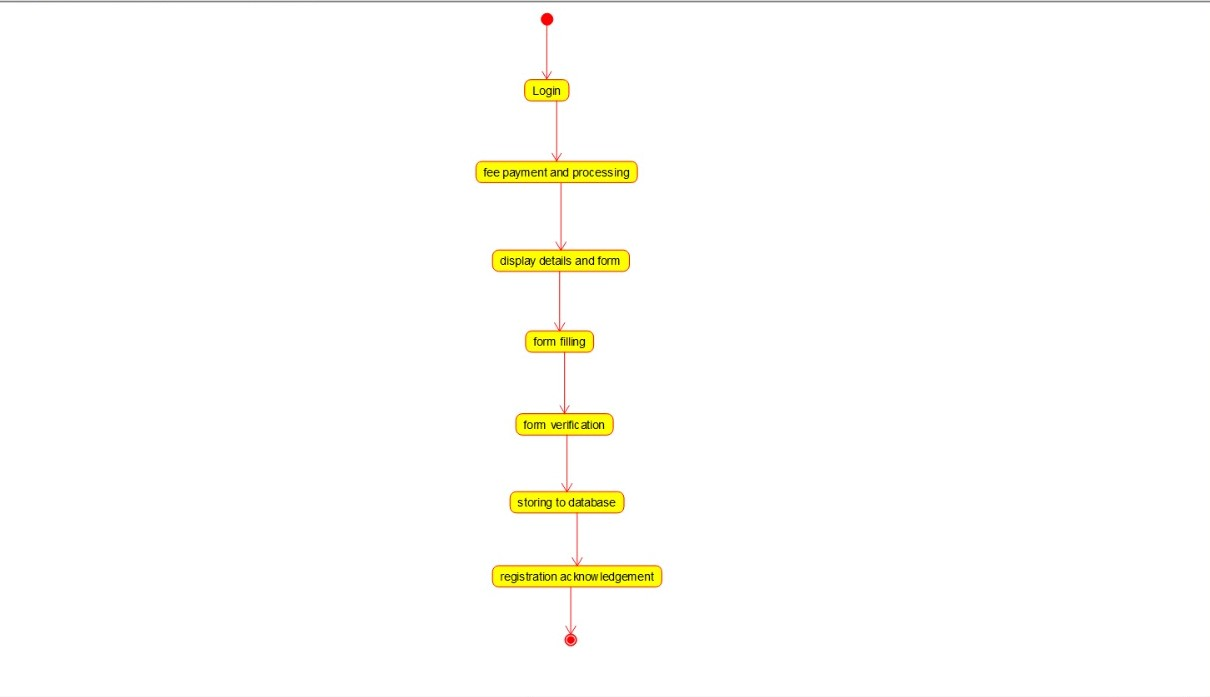 Login
fee payment and processing
display details and form
form filling
form verification
storing to database
registration acknowledgement